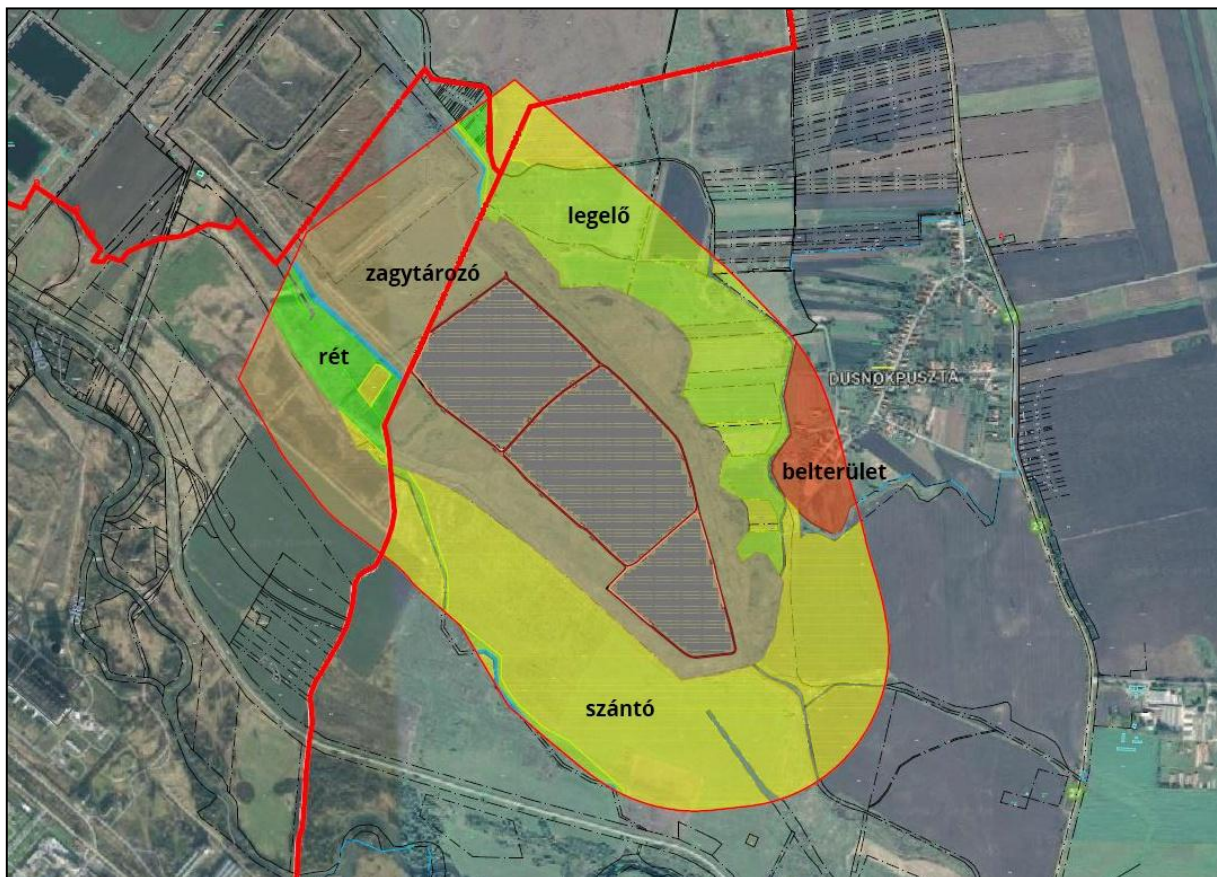 legelő
zagytározó
rét
DUSNOKPUSZTA
belterület
szántó